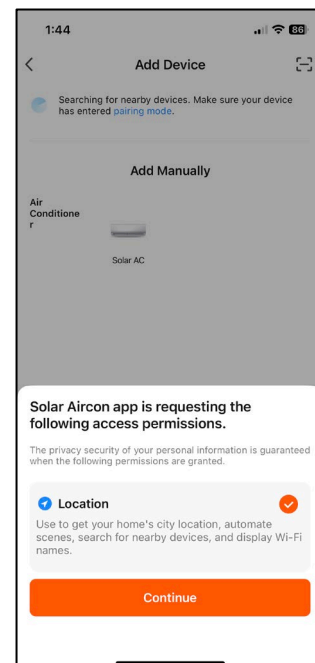 1:44
86
Add Device
Searching for nearby devices. Make sure your device
has entered pairing mode.
Add Manually
Air
Conditione
r
Solar AC
Solar Aircon app is requesting the
following access permissions.
The privacy security of your personal information is guaranteed
when the following permissions are granted.
Location
Use to get your home's city location, automate
scenes, search for nearby devices, and display Wi-Fi
names.
Continue